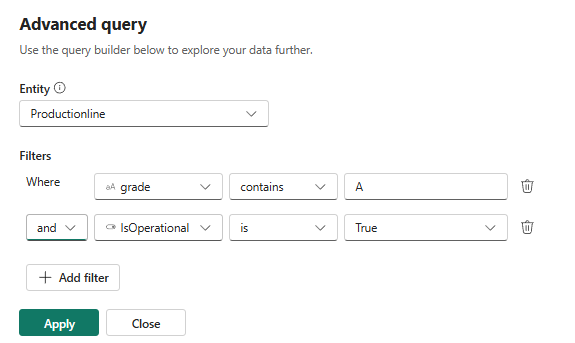 Advanced query
Use the query builder below to explore your data further.
Entity
Productionline
Filters
Where aA grade contains A
and IsOperational is True
+ Add filter
Apply Close